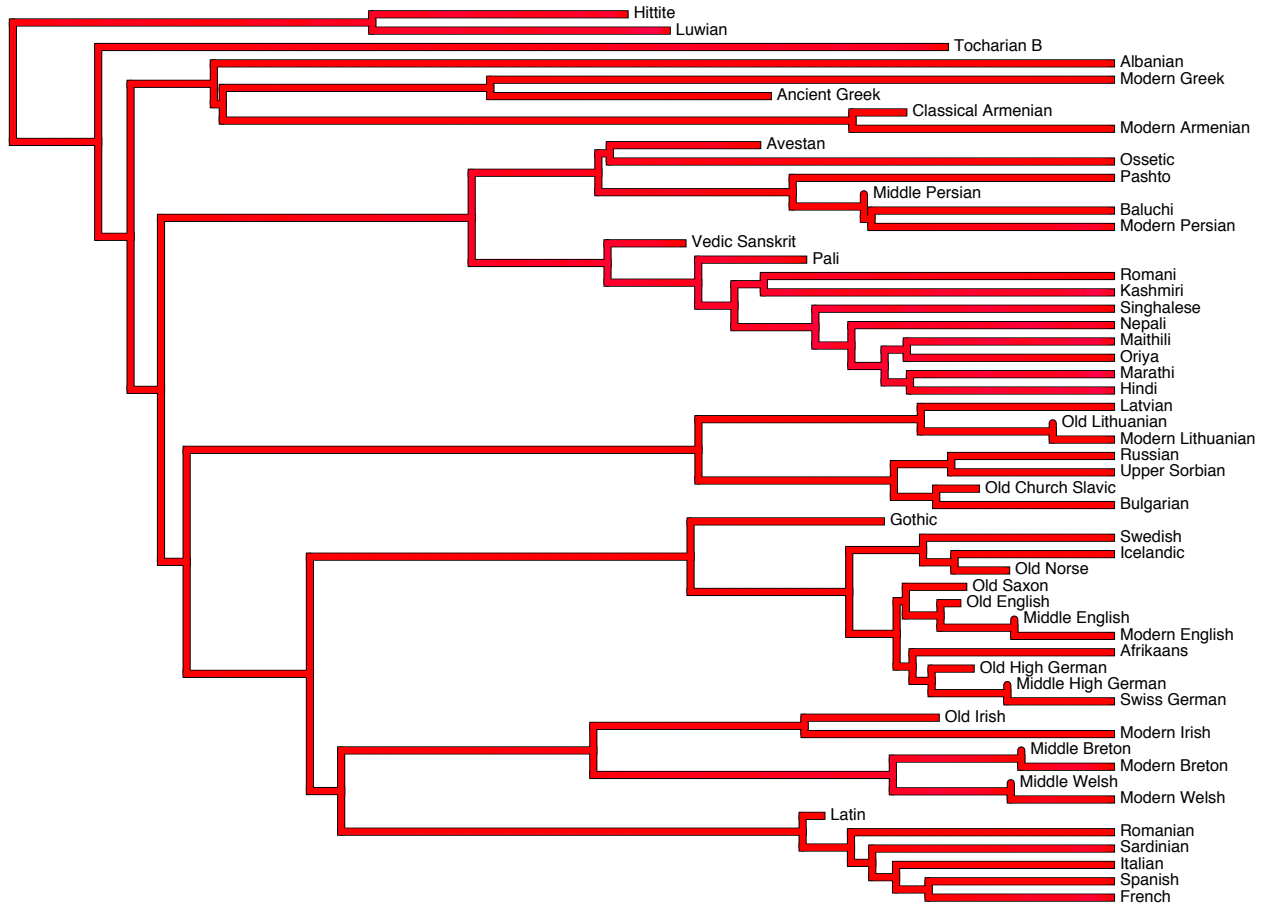 Hittite
Luwian
Tocharian B
Albanian
Modern Greek
Ancient Greek
Classical Armenian
Modern Armenian
Avestan
Ossetic
Pashto
Middle Persian
Baluchi
Modern Persian
Vedic Sanskrit
Pali
Romani
Kashmiri
Singhalese
Nepali
Maithili
Oriya
Marathi
Hindi
Latvian
Old Lithuanian
Modern Lithuanian
Russian
Upper Sorbian
Old Church Slavic
Bulgarian
Gothic
Swedish
Icelandic
Old Norse
Old Saxon
Old English
Middle English
Modern English
Afrikaans
Old High German
Middle High German
Swiss German
Old Irish
Modern Irish
Middle Breton
Modern Breton
Middle Welsh
Modern Welsh
Latin
Romanian
Sardinian
Italian
Spanish
French